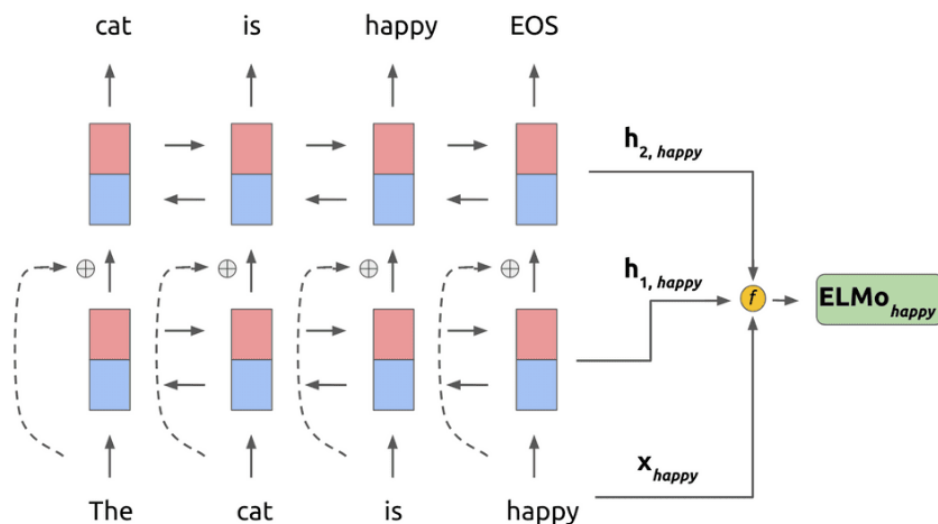 cat is happy EOS
h2, happy
h1, happy
f
ELMohappy
xhappy
The cat is happy